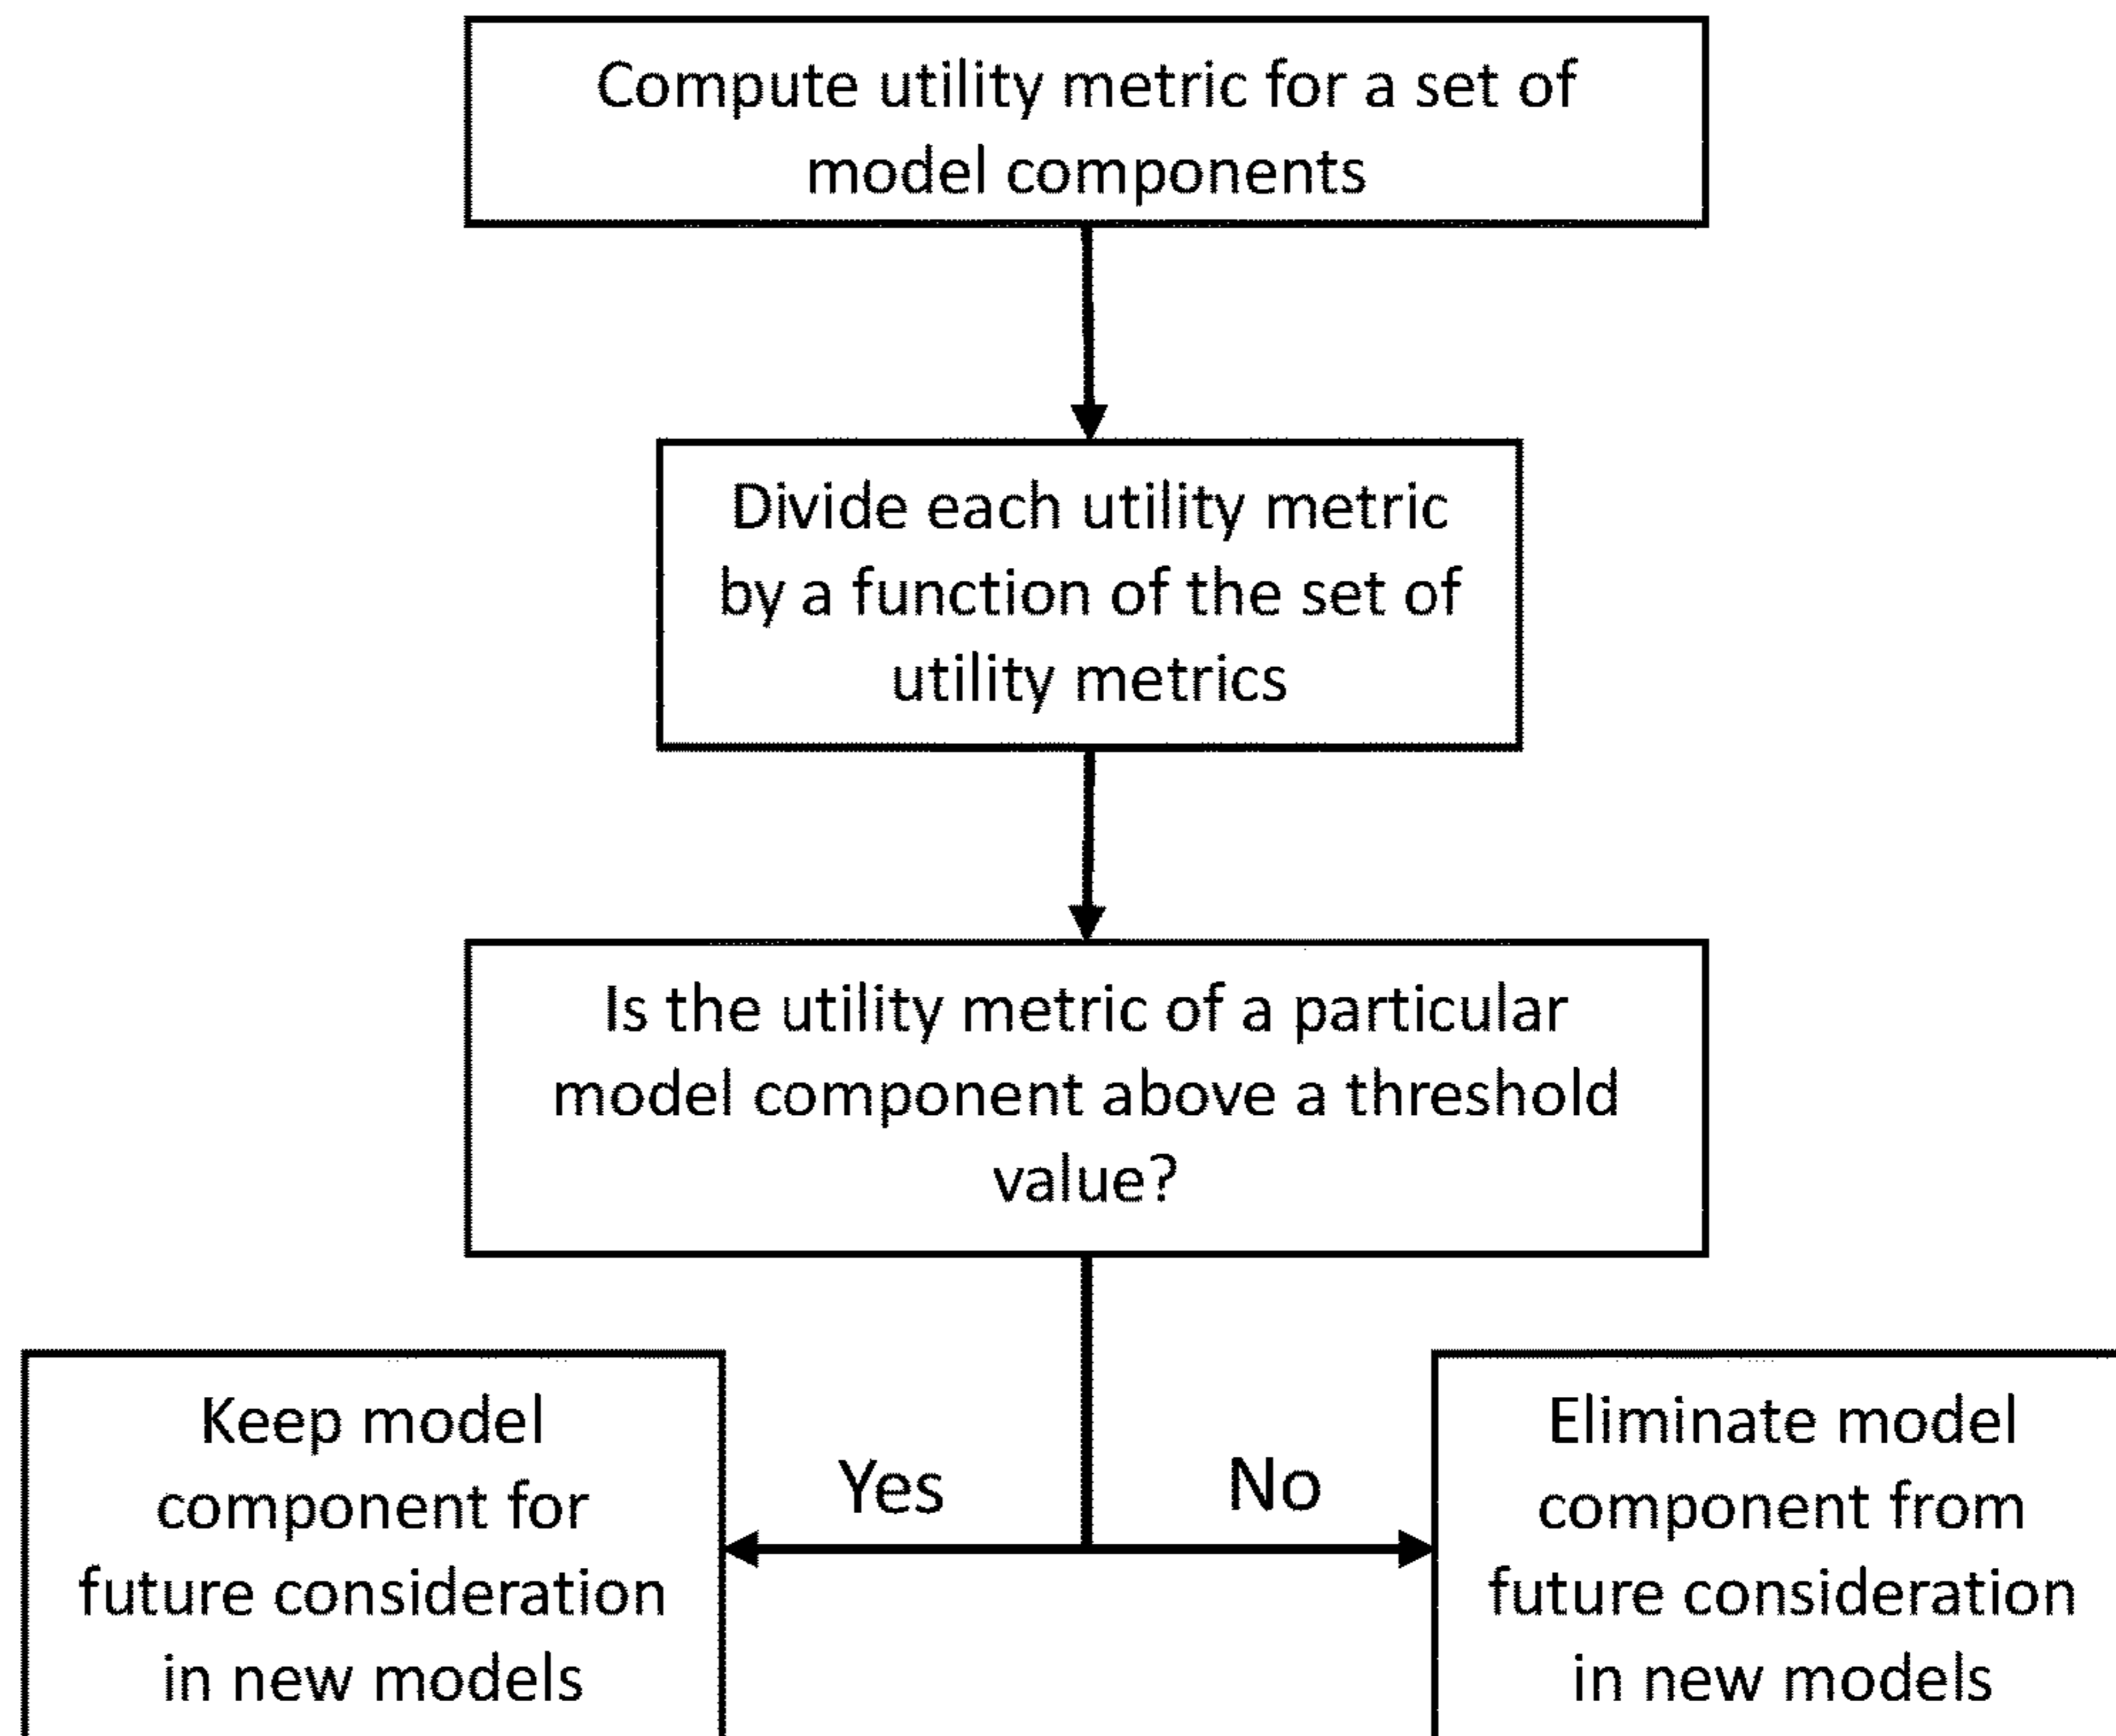 Compute utility metric for a set of
model components
Divide each utility metric
by a function of the set of
utility metrics
Is the utility metric of a particular
model component above a threshold
value?
Yes
No
Keep model
component for
future consideration
in new models
Eliminate model
component from
future consideration
in new models